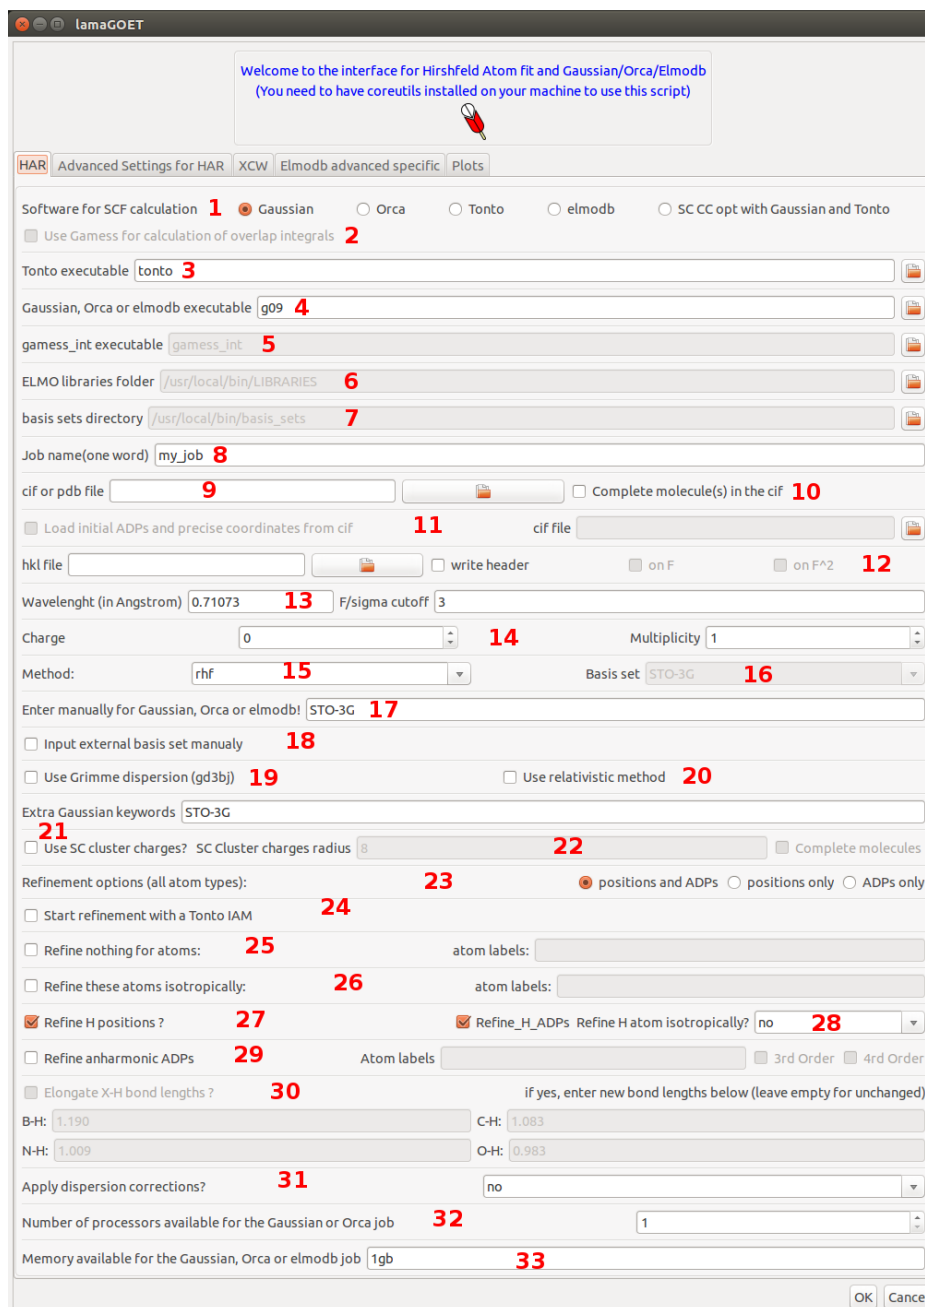 lamaGOET
Welcome to the interface for Hirshfeld Atom fit and Gaussian/Orca/Elmodb
(You need to have coreutils installed on your machine to use this script)
HAR Advanced Settings for HAR XCW Elmodb advanced specific Plots
Software for SCF calculation 1 Gaussian Orca Tonto elmodb SC CC opt with Gaussian and Tonto
Use Gamess for calculation of overlap integrals 2
Tonto executable tonto 3
Gaussian, Orca or elmodb executable g09 4
gamess_int executable gamess_int 5
ELMO libraries folder /usr/local/bin/LIBRARIES 6
basis sets directory /usr/local/bin/basis_sets 7
Job name(one word) my_job 8
cif or pdb file 9 Complete molecule(s) in the cif 10
Load initial ADPs and precise coordinates from cif 11 cif file
hkl file write header on F on F^2 12
Wavelenght (in Angstrom) 0.71073 13 F/sigma cutoff 3
Charge 0 14 Multiplicity 1
Method: rhf 15 Basis set STO-3G 16
Enter manually for Gaussian, Orca or elmodb! STO-3G 17
Input external basis set manualy 18
Use Grimme dispersion (gd3bj) 19 Use relativistic method 20
Extra Gaussian keywords STO-3G
21
Use SC cluster charges? SC Cluster charges radius 8 22 Complete molecules
Refinement options (all atom types): 23 positions and ADPs positions only ADPs only
Start refinement with a Tonto IAM 24
Refine nothing for atoms: 25 atom labels:
Refine these atoms isotropically: 26 atom labels:
Refine H positions ? 27 Refine_H_ADPs Refine H atom isotropically? no 28
Refine anharmonic ADPs 29 Atom labels 3rd Order 4rd Order
Elongate X-H bond lengths ? 30 if yes, enter new bond lengths below (leave empty for unchanged)
B-H: 1.190 C-H: 1.083
N-H: 1.009 O-H: 0.983
Apply dispersion corrections? 31 no
Number of processors available for the Gaussian or Orca job 32 1
Memory available for the Gaussian, Orca or elmodb job 1gb 33
OK Cance